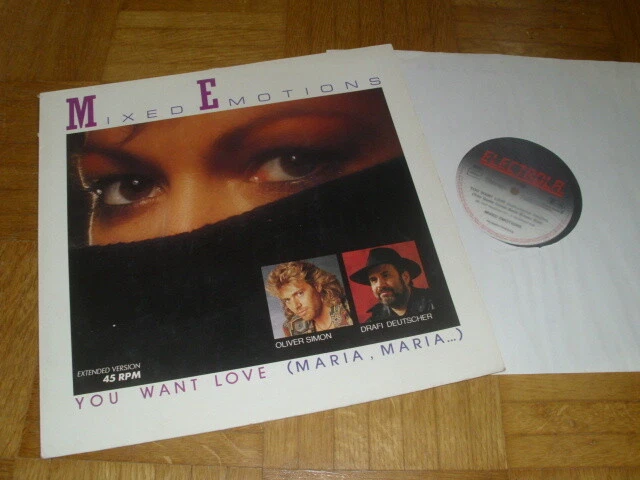 MIXED EMOTIONS
OLIVER SIMON
DRAFI DEUTSCHER
EXTENDED VERSION
45 RPM
YOU WANT LOVE (MARIA, MARIA...)
ELECTROLA